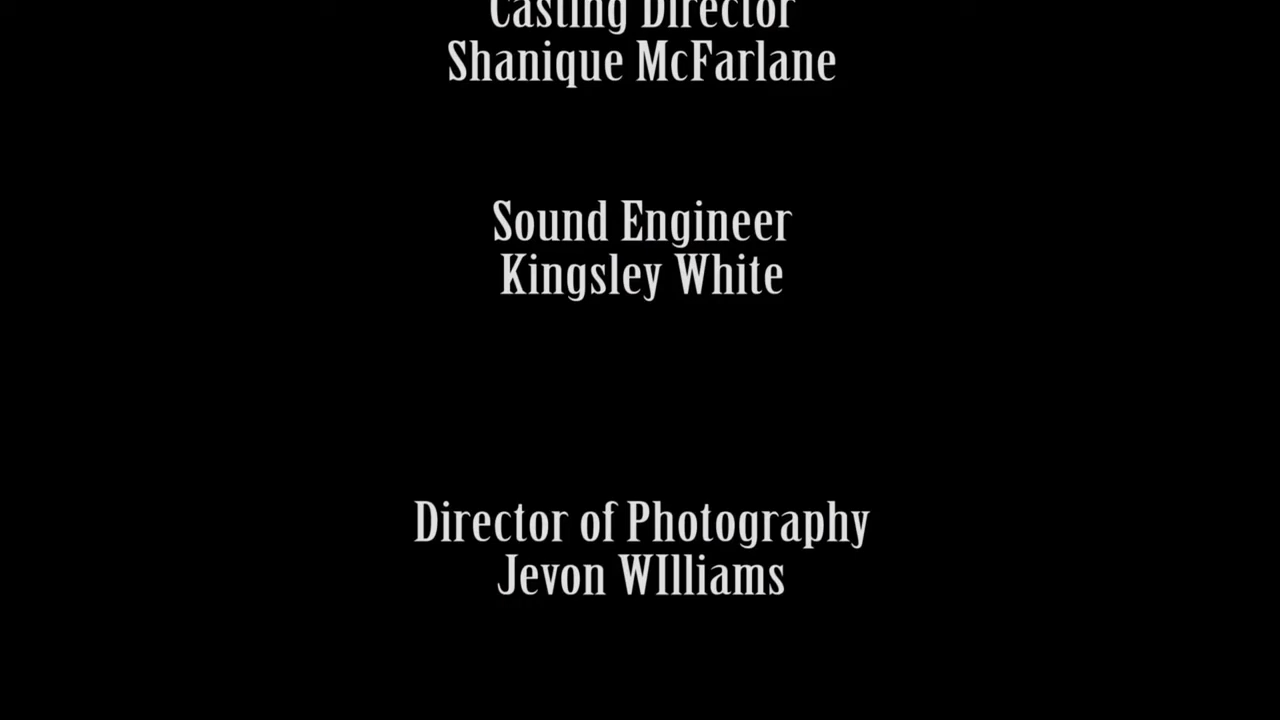 Casting Director
Shanique McFarlane
Sound Engineer
Kingsley White
Director of Photography
Jevon WIlliams